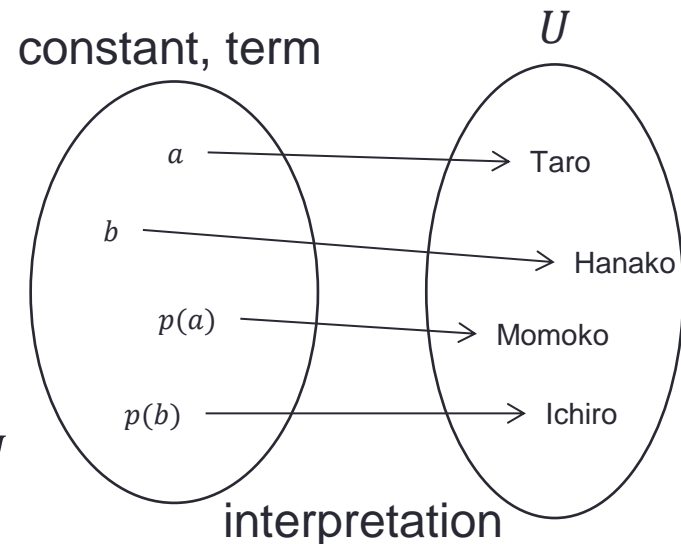 U
constant, term
a
Taro
b
Hanako
p(a)
Momoko
p(b)
Ichiro
interpretation